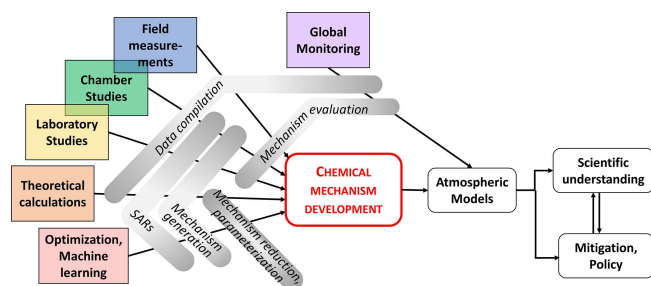 Field
measure-
ments
Global
Monitoring
Chamber
Studies
Laboratory
Studies
Theoretical
calculations
Optimization,
Machine
learning
Data compilation
Mechanism evaluation
SARs
Mechanism
generation
Mechanism reduction,
parameterization
CHEMICAL
MECHANISM
DEVELOPMENT
Atmospheric
Models
Scientific
understanding
Mitigation,
Policy